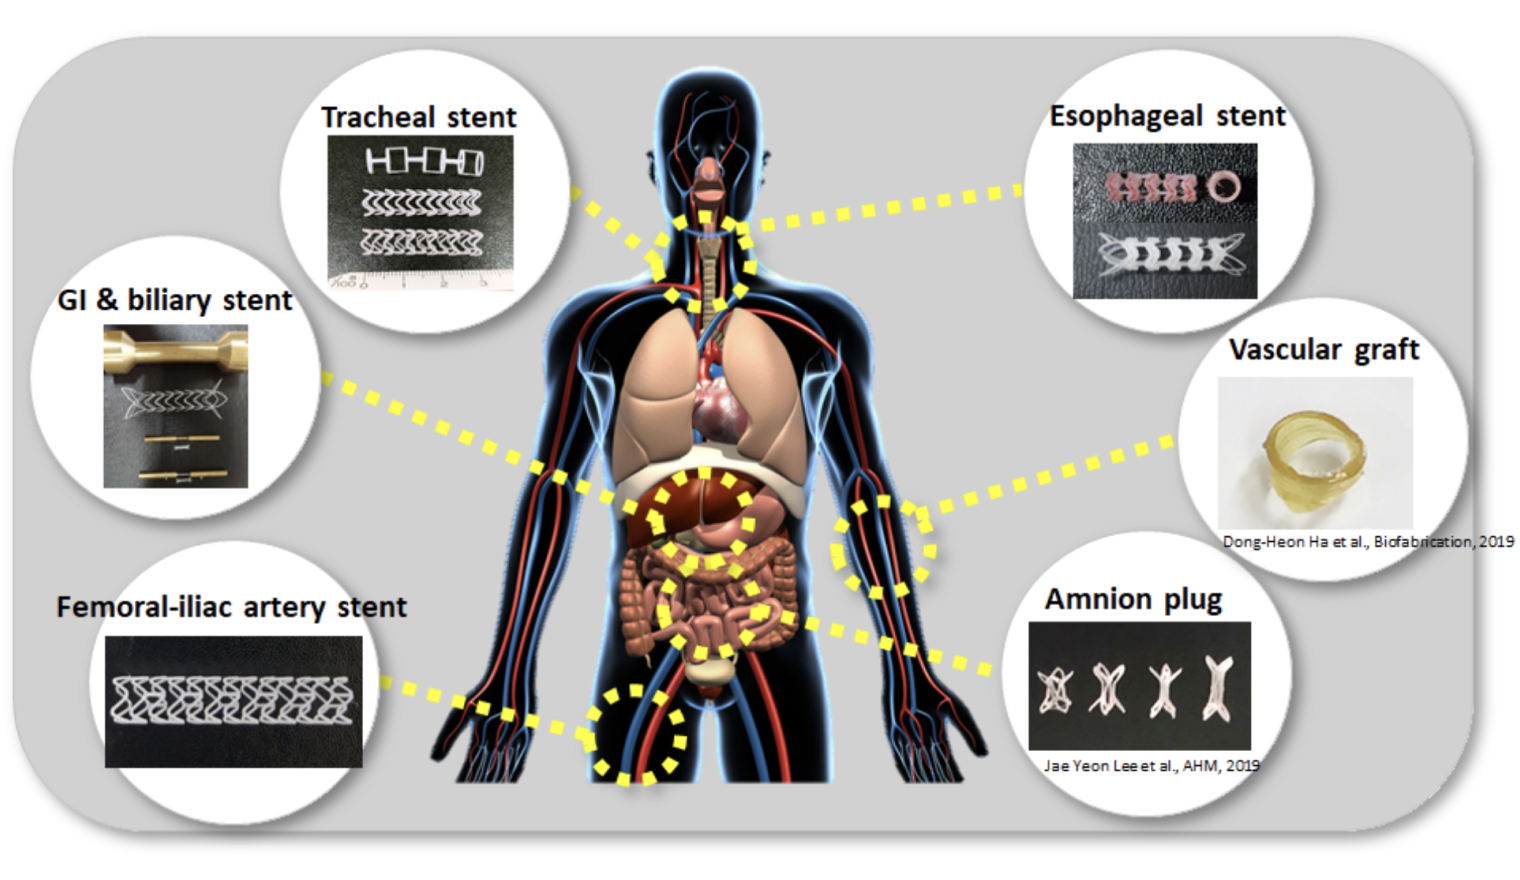 Tracheal stent
Esophageal stent
GI & biliary stent
Vascular graft
Dong-Heon Ha et al., Biofabrication, 2019
Femoral-iliac artery stent
Amnion plug
Jae Yeon Lee et al., AHM, 2019